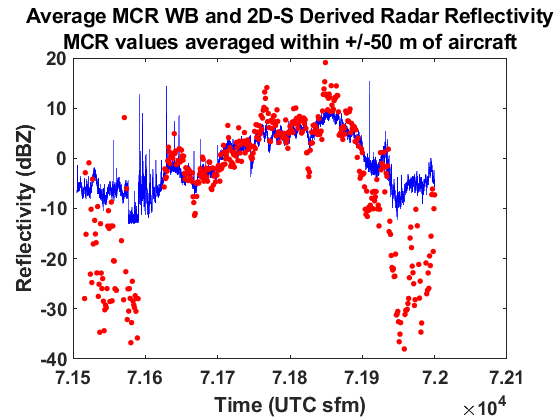 Average MCR WB and 2D-S Derived Radar Reflectivity
MCR values averaged within +/-50 m of aircraft
Reflectivity (dBZ)
20
10
0
-10
-20
-30
-40
7.15 7.16 7.17 7.18 7.19 7.2 7.21
Time (UTC sfm)
×10⁴